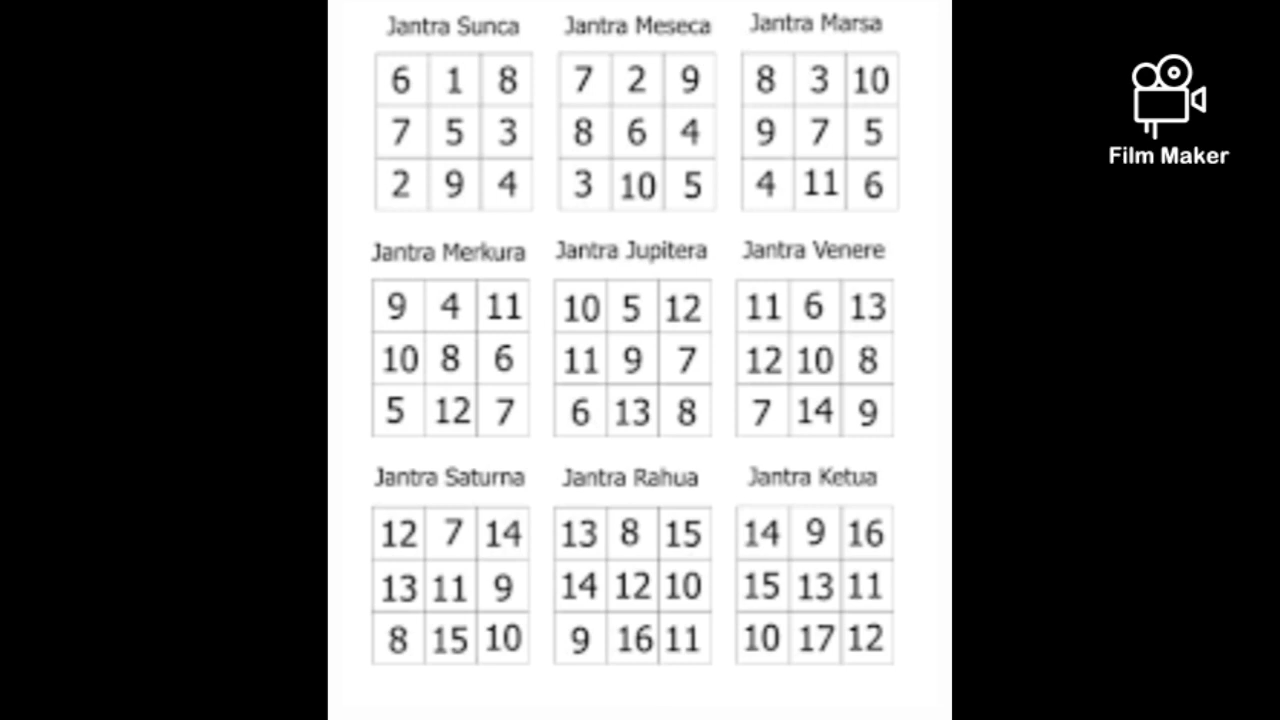 Jantra Sunca Jantra Meseca Jantra Marsa
6 1 8 7 2 9 8 3 10
7 5 3 8 6 4 9 7 5
2 9 4 3 10 5 4 11 6
Jantra Merkura Jantra Jupitera Jantra Venere
9 4 11 10 5 12 11 6 13
10 8 6 11 9 7 12 10 8
5 12 7 6 13 8 7 14 9
Jantra Saturna Jantra Rahua Jantra Ketua
12 7 14 13 8 15 14 9 16
13 11 9 14 12 10 15 13 11
8 15 10 9 16 11 10 17 12
Film Maker